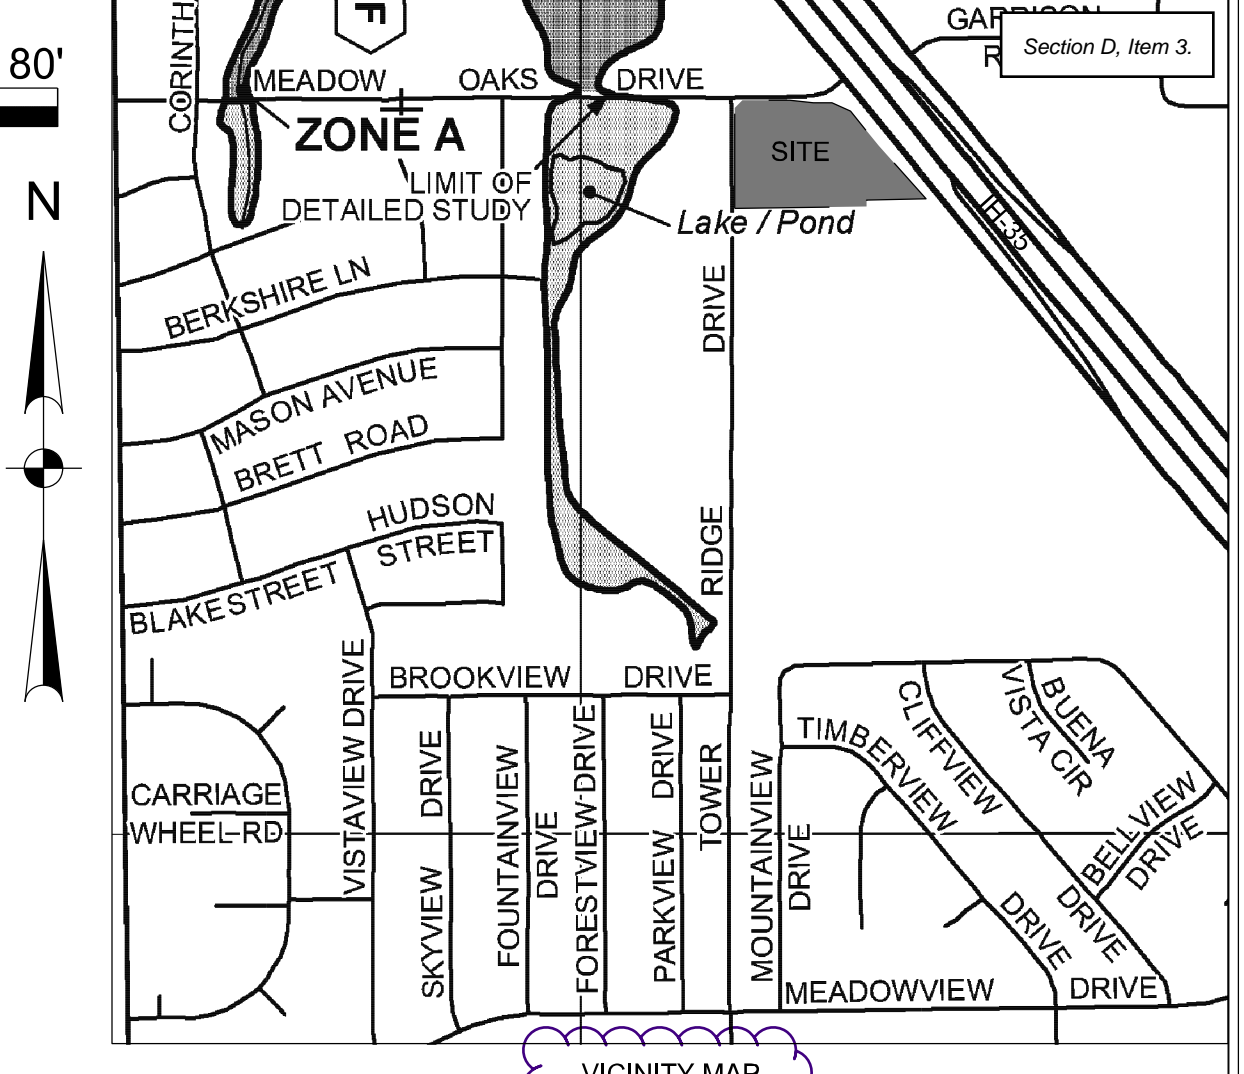 80'
CORINTH
F
GARRISON
Section D, Item 3.
MEADOW OAKS DRIVE
ZONE A
SITE
LIMIT OF
DETAILED STUDY
N
Lake / Pond
IH-35
BERKSHIRE LN
DRIVE
MASON AVENUE
BRETT ROAD
HUDSON
STREET
RIDGE
BLAKE STREET
BROOKVIEW DRIVE
VISTAVIEW DRIVE
CARRIAGE
WHEEL RD
SKYVIEW DRIVE
FOUNTAINVIEW
DRIVE
FORESTVIEW DRIVE
PARKVIEW DRIVE
TOWER
MOUNTAINVIEW
DRIVE
TIMBERVIEW
DRIVE
CLIFFVIEW
DRIVE
BUENA
VISTA CIR
BELLVIEW
DRIVE
MEADOWVIEW DRIVE
VICINITY MAP